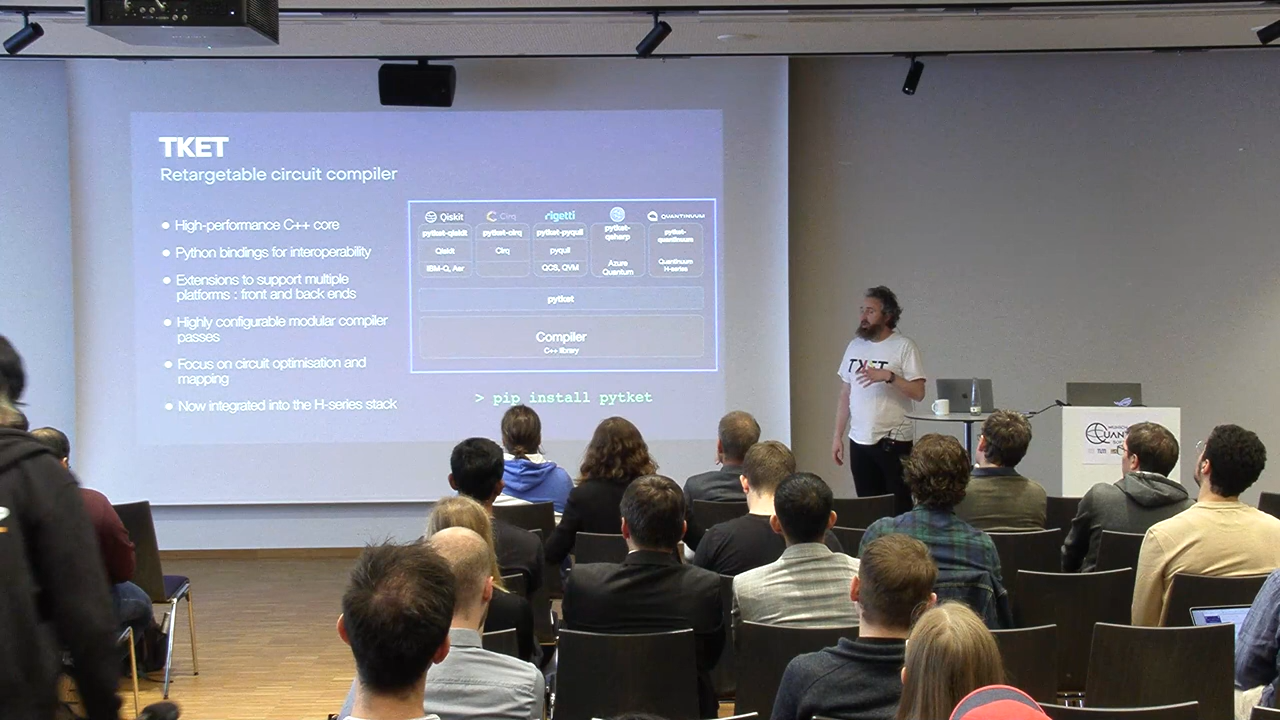 TKET
Retargetable circuit compiler
High-performance C++ core
Python bindings for interoperability
Extensions to support multiple
platforms : front and back ends
Highly configurable modular compiler
passes
Focus on circuit optimisation and
mapping
Now integrated into the H-series stack
Qiskit
Cirq
rigetti
QUANTINUUM
pytket-qiskit
pytket-cirq
pytket-pyquil
pytket-
qsharp
pytket-
quantinuum
Qiskit
Cirq
pyquil
IBM-Q, Aer
QCS, QVM
Azure
Quantum
Quantinuum
H-series
pytket
Compiler
C++ library
> pip install pytket
TKET